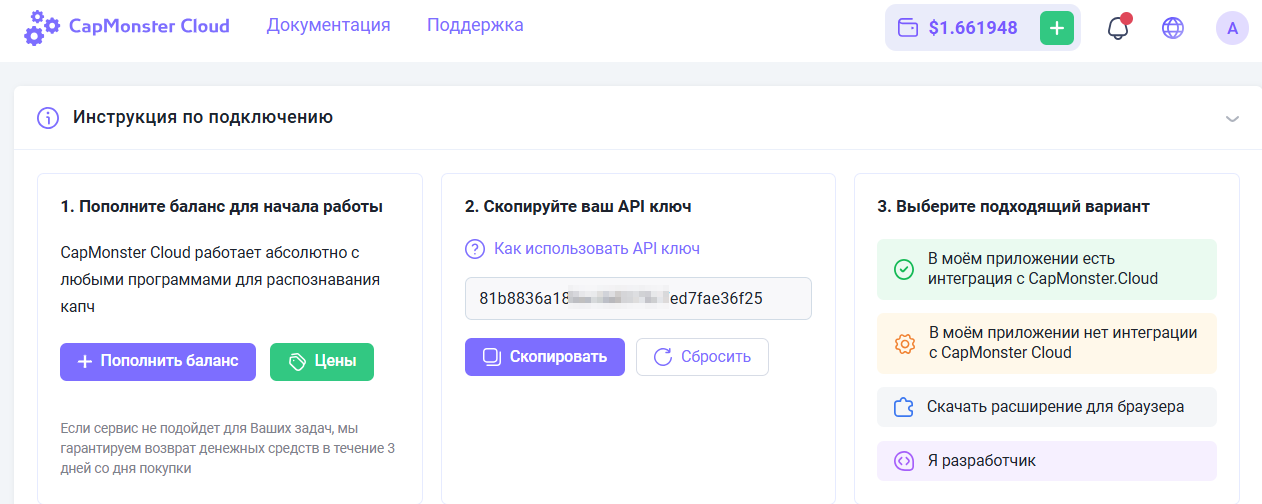 CapMonster Cloud
Документация
Поддержка
$1.661948
A
Инструкция по подключению
1. Пополните баланс для начала работы
CapMonster Cloud работает абсолютно с
любыми программами для распознавания
капч
Пополнить баланс
Цены
Если сервис не подойдет для Ваших задач, мы
гарантируем возврат денежных средств в течение 3
дней со дня покупки
2. Скопируйте ваш API ключ
Как использовать API ключ
81b8836a18 ed7fae36f25
Скопировать
Сбросить
3. Выберите подходящий вариант
В моём приложении есть
интеграция с CapMonster.Cloud
В моём приложении нет интеграции
с CapMonster Cloud
Скачать расширение для браузера
Я разработчик